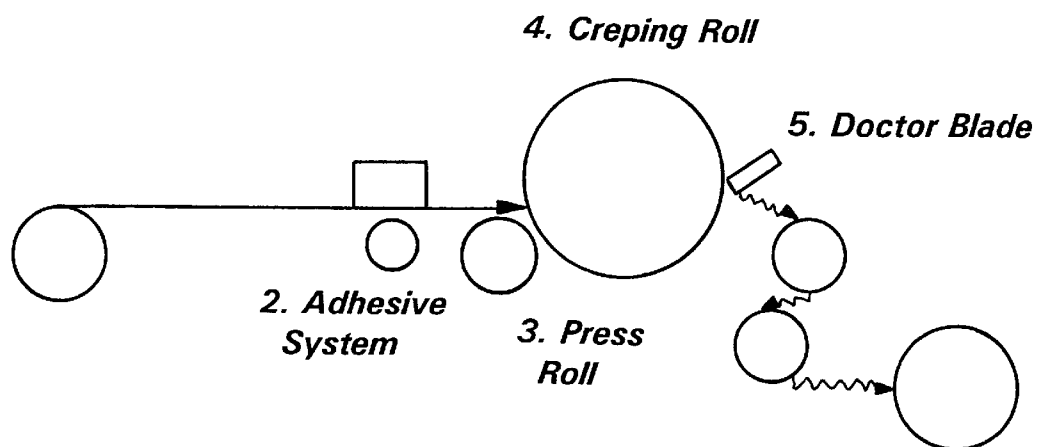 4. Creping Roll
5. Doctor Blade
2. Adhesive
System
3. Press
Roll